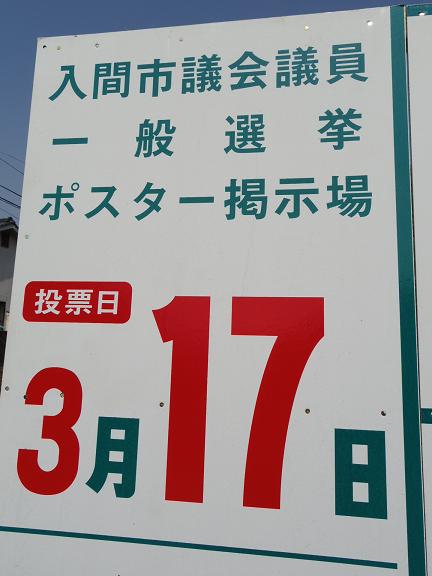 入間市議会議員
一般選挙
ポスター掲示場
投票日
3月17日